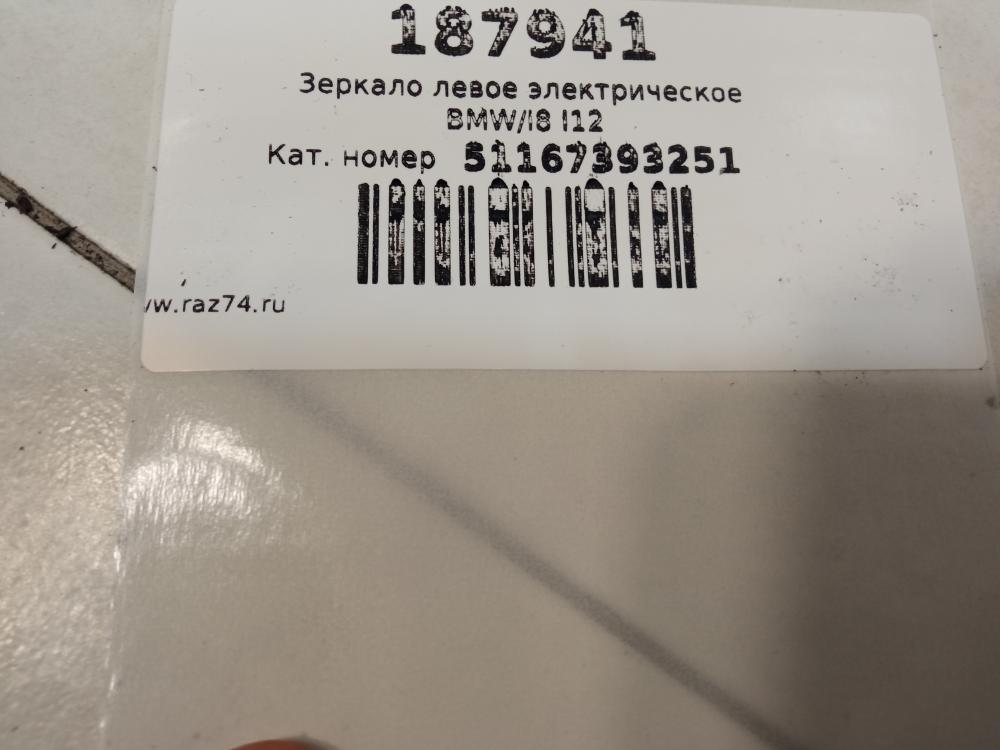 187941
Зеркало левое электрическое
BMW/I8 I12
Кат. номер 51167393251
w.raz74.ru